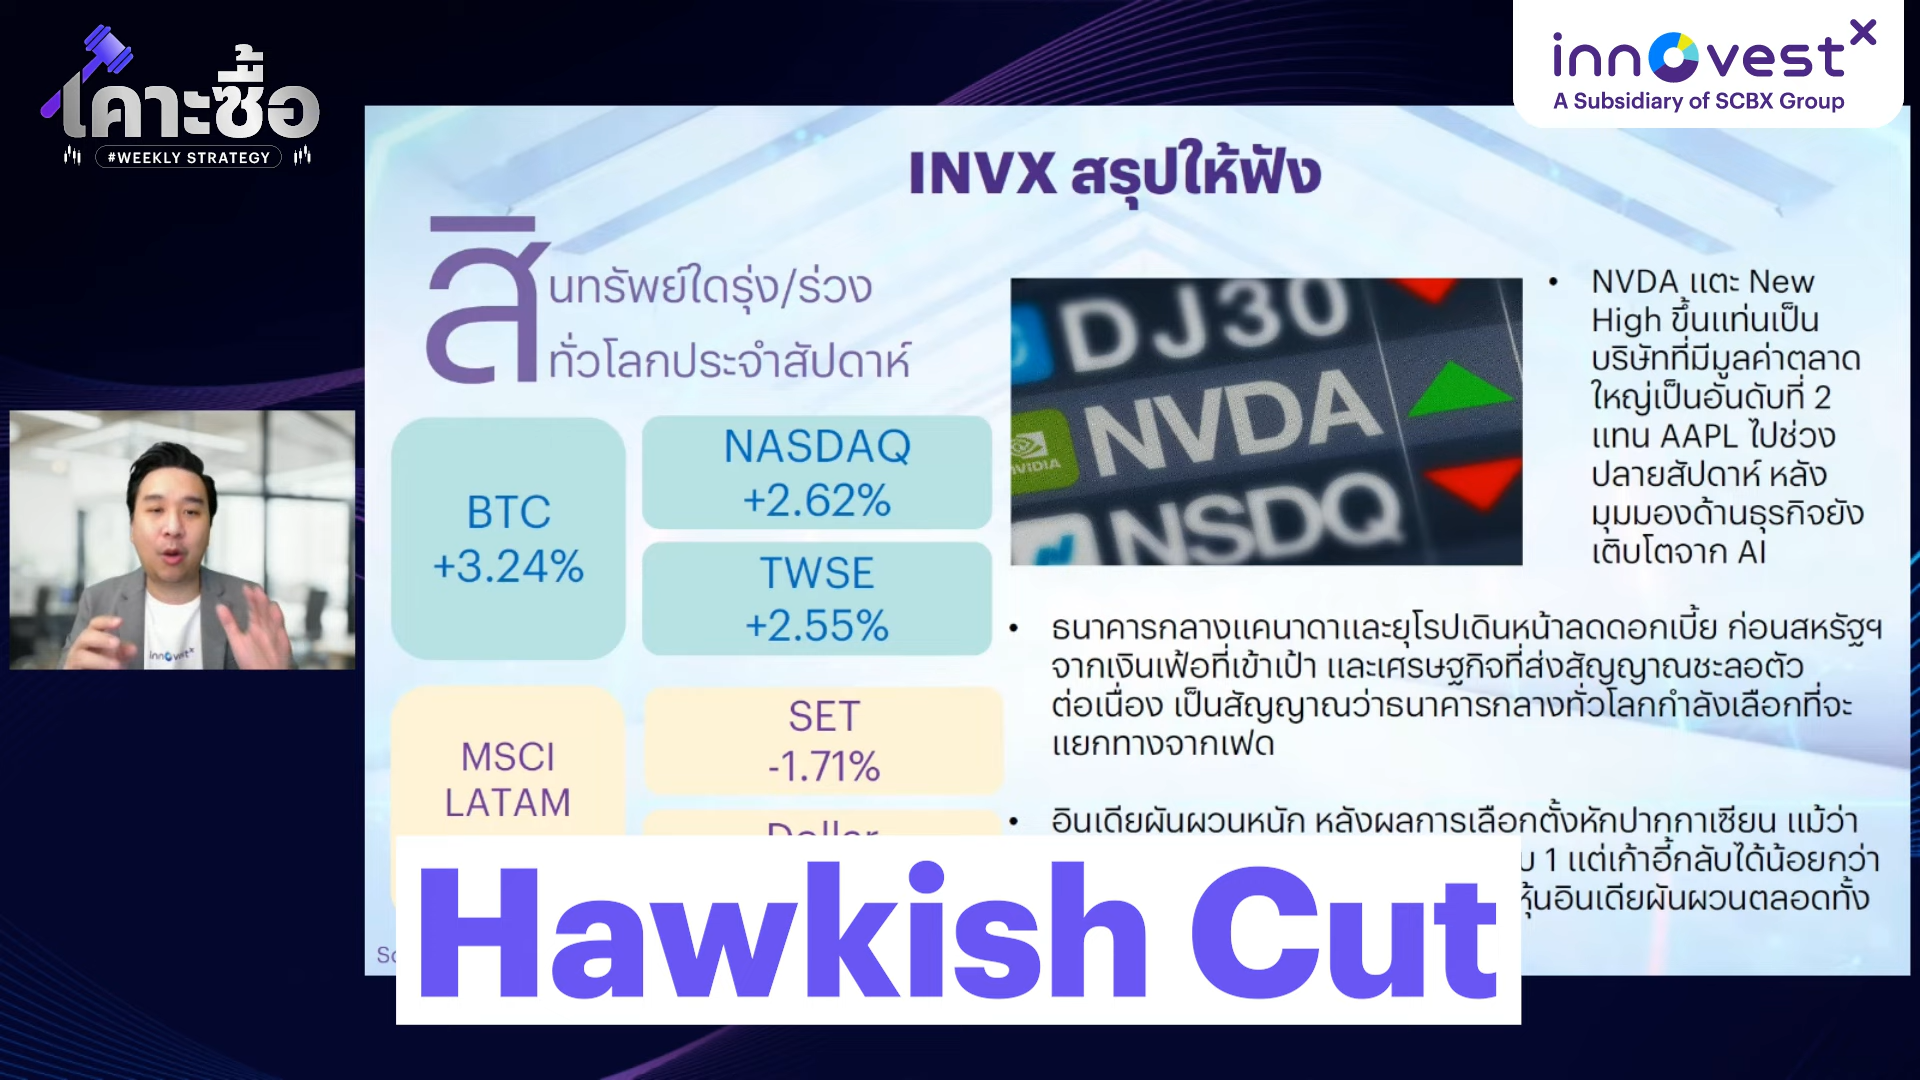 เคาะซื้อ
#WEEKLY STRATEGY
innovestx
A Subsidiary of SCBX Group
INVX สรุปให้ฟัง
สินทรัพย์ใดรุ่ง/ร่วง
ทั่วโลกประจำสัปดาห์
BTC
+3.24%
NASDAQ
+2.62%
TWSE
+2.55%
MSCI
LATAM
SET
-1.71%
Dollar
DJ30
NVDA
NVIDIA
NSDQ
• NVDA แตะ New
High ขึ้นแท่นเป็น
บริษัทที่มีมูลค่าตลาด
ใหญ่เป็นอันดับที่ 2
แทน AAPL ไปช่วง
ปลายสัปดาห์ หลัง
มุมมองด้านธุรกิจยัง
เติบโตจาก AI
• ธนาคารกลางแคนาดาและยุโรปเดินหน้าลดดอกเบี้ย ก่อนสหรัฐฯ
จากเงินเฟ้อที่เข้าเป้า และเศรษฐกิจที่ส่งสัญญาณชะลอตัว
ต่อเนื่อง เป็นสัญญาณว่าธนาคารกลางทั่วโลกกำลังเลือกที่จะ
แยกทางจากเฟด
• อินเดียผันผวนหนัก หลังผลการเลือกตั้งหักปากกาเซียน แม้ว่า
1 แต่เก้าอี้กลับได้น้อยกว่า
หุ้นอินเดียผันผวนตลอดทั้ง
Hawkish Cut
innovestx